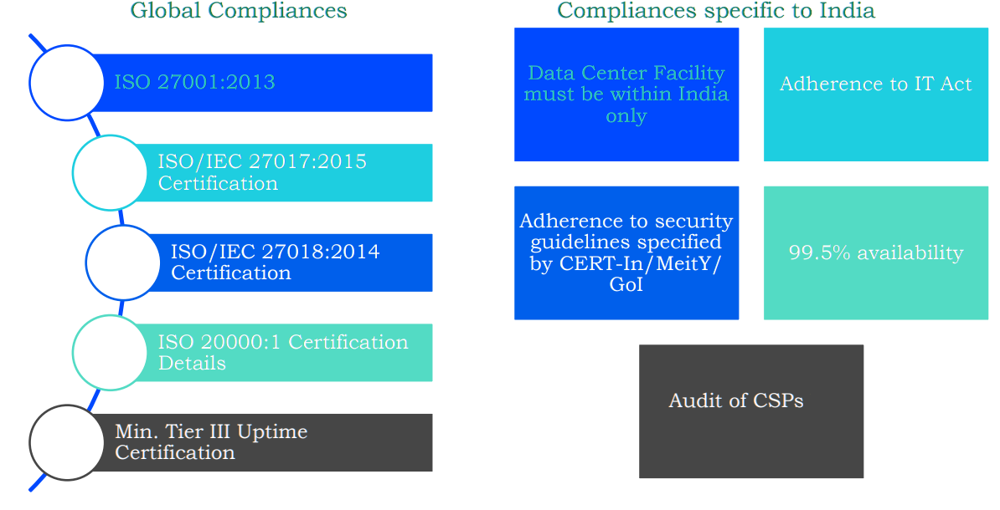 Global Compliances
ISO 27001:2013
ISO/IEC 27017:2015
Certification
ISO/IEC 27018:2014
Certification
ISO 20000:1 Certification
Details
Min. Tier III Uptime
Certification
Compliances specific to India
Data Center Facility
must be within India
only
Adherence to IT Act
Adherence to security
guidelines specified
by CERT-In/MeitY/
GoI
99.5% availability
Audit of CSPs